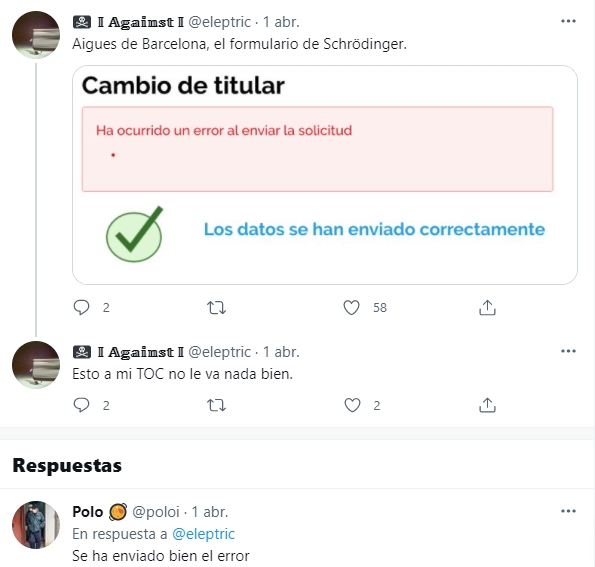 𝕀 𝔸𝕘𝕒𝕚𝕟𝕤𝕥 𝕀 @eleptric · 1 abr.
Aigues de Barcelona, el formulario de Schrödinger.
Cambio de titular
Ha ocurrido un error al enviar la solicitud
Los datos se han enviado correctamente
2 58
𝕀 𝔸𝕘𝕒𝕚𝕟𝕤𝕥 𝕀 @eleptric · 1 abr.
Esto a mi TOC no le va nada bien.
2 2
Respuestas
Polo @poloi · 1 abr.
En respuesta a @eleptric
Se ha enviado bien el error